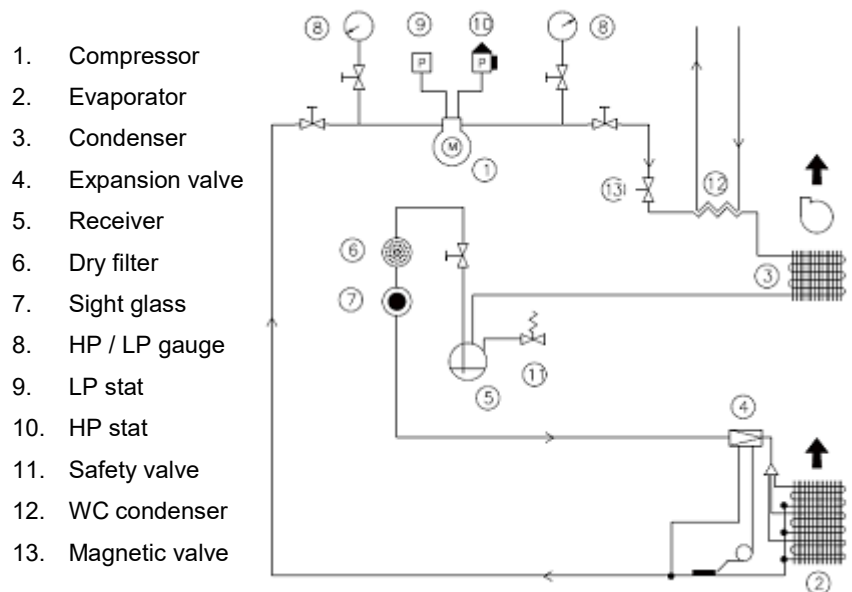 1. Compressor
2. Evaporator
3. Condenser
4. Expansion valve
5. Receiver
6. Dry filter
7. Sight glass
8. HP / LP gauge
9. LP stat
10. HP stat
11. Safety valve
12. WC condenser
13. Magnetic valve
8
9
10
8
P
P
M
1
13
12
3
6
7
5
11
4
2